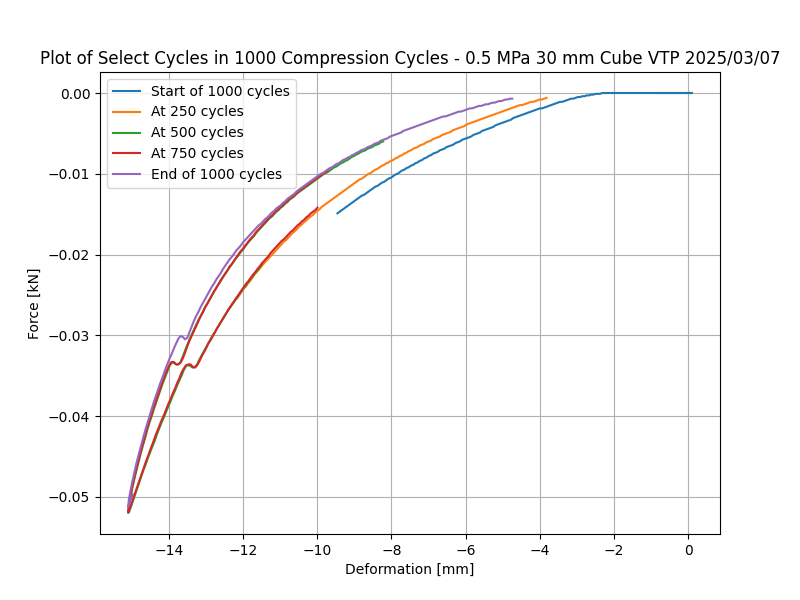 Plot of Select Cycles in 1000 Compression Cycles - 0.5 MPa 30 mm Cube VTP 2025/03/07
Start of 1000 cycles
At 250 cycles
At 500 cycles
At 750 cycles
End of 1000 cycles
0.00
−0.01
−0.02
−0.03
−0.04
−0.05
Force [kN]
−14
−12
−10
−8
−6
−4
−2
0
Deformation [mm]